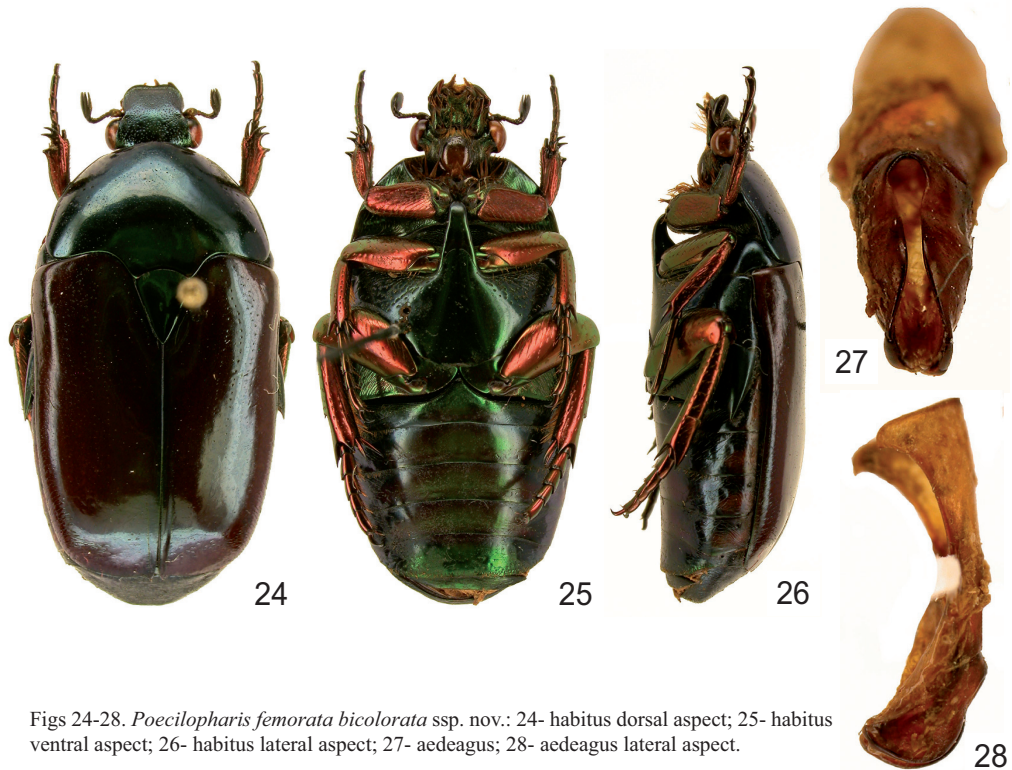 27
24
25
26
28
Figs 24-28. Poecilopharis femorata bicolorata ssp. nov.: 24- habitus dorsal aspect; 25- habitus
ventral aspect; 26- habitus lateral aspect; 27- aedeagus; 28- aedeagus lateral aspect.